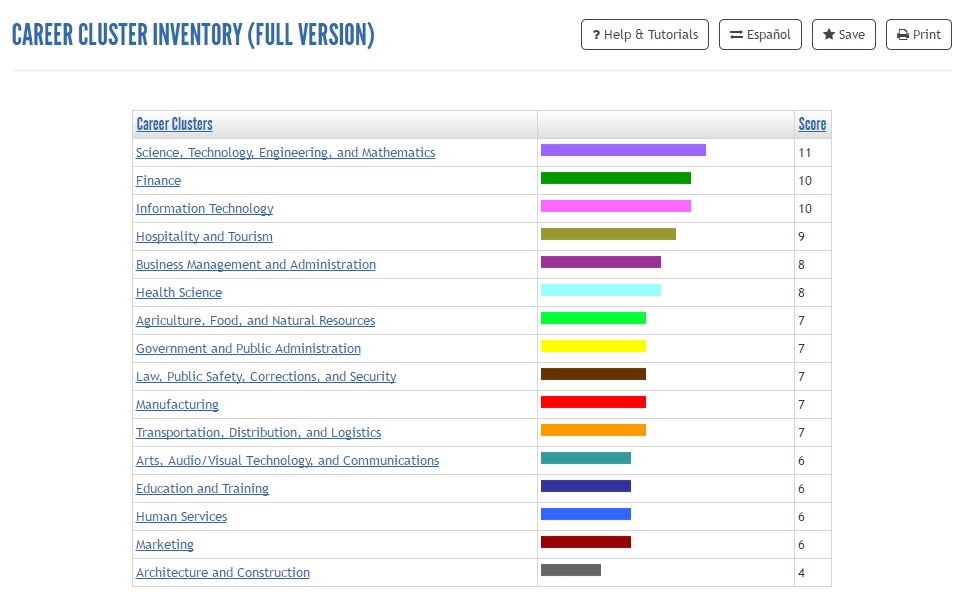 CAREER CLUSTER INVENTORY (FULL VERSION)
? Help & Tutorials
Español
Save
Print
Career Clusters Score
Science, Technology, Engineering, and Mathematics 11
Finance 10
Information Technology 10
Hospitality and Tourism 9
Business Management and Administration 8
Health Science 8
Agriculture, Food, and Natural Resources 7
Government and Public Administration 7
Law, Public Safety, Corrections, and Security 7
Manufacturing 7
Transportation, Distribution, and Logistics 7
Arts, Audio/Visual Technology, and Communications 6
Education and Training 6
Human Services 6
Marketing 6
Architecture and Construction 4